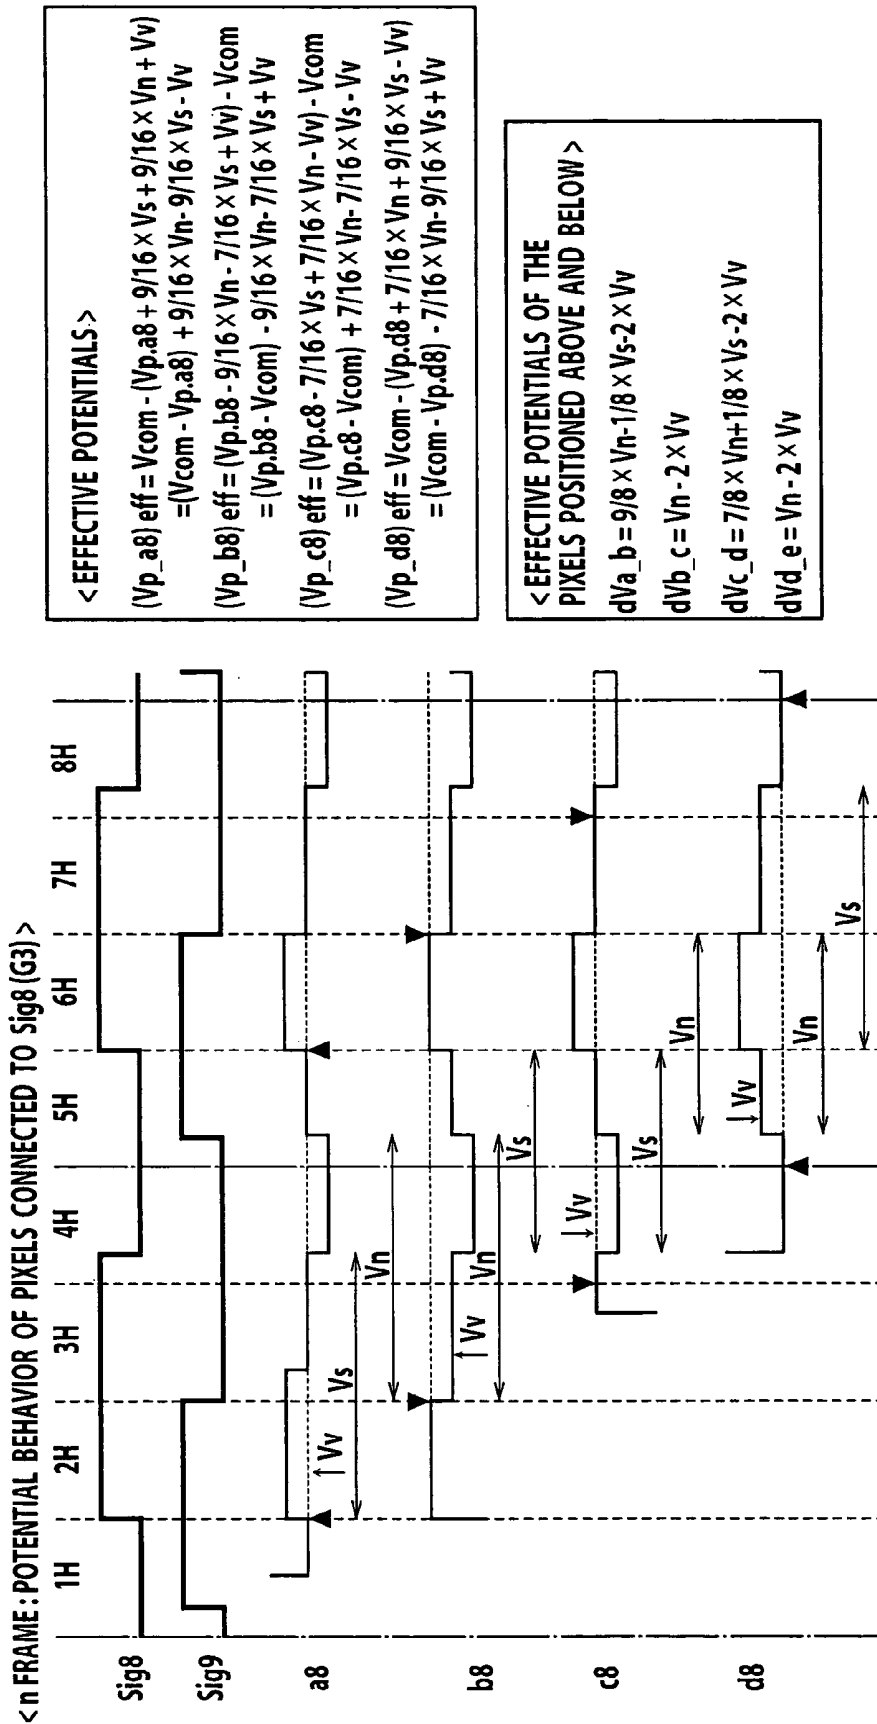 < n FRAME : POTENTIAL BEHAVIOR OF PIXELS CONNECTED TO Sig8 (G3) >
1H 2H 3H 4H 5H 6H 7H 8H
Sig8
Sig9
a8
Vv
Vs
Vn
b8
Vv
Vn
Vs
c8
Vv
Vs
Vn
d8
Vv
Vn
Vs
< EFFECTIVE POTENTIALS >
(Vp_a8) eff = Vcom - (Vp.a8 + 9/16 × Vs + 9/16 × Vn + Vv)
=(Vcom - Vp.a8) + 9/16 × Vn- 9/16 × Vs - Vv
(Vp_b8) eff = (Vp.b8 - 9/16 × Vn - 7/16 × Vs + Vv) - Vcom
= (Vp.b8 - Vcom) - 9/16 × Vn- 7/16 × Vs + Vv
(Vp_c8) eff = (Vp.c8 - 7/16 × Vs + 7/16 × Vn - Vv) - Vcom
= (Vp.c8 - Vcom) + 7/16 × Vn- 7/16 × Vs - Vv
(Vp_d8) eff = Vcom - (Vp.d8 + 7/16 × Vn + 9/16 × Vs - Vv)
= (Vcom - Vp.d8) - 7/16 × Vn- 9/16 × Vs + Vv
< EFFECTIVE POTENTIALS OF THE
PIXELS POSITIONED ABOVE AND BELOW >
dVa_b = 9/8 × Vn- 1/8 × Vs-2 × Vv
dVb_c = Vn - 2 × Vv
dVc_d = 7/8 × Vn+1/8 × Vs-2 × Vv
dVd_e = Vn - 2 × Vv